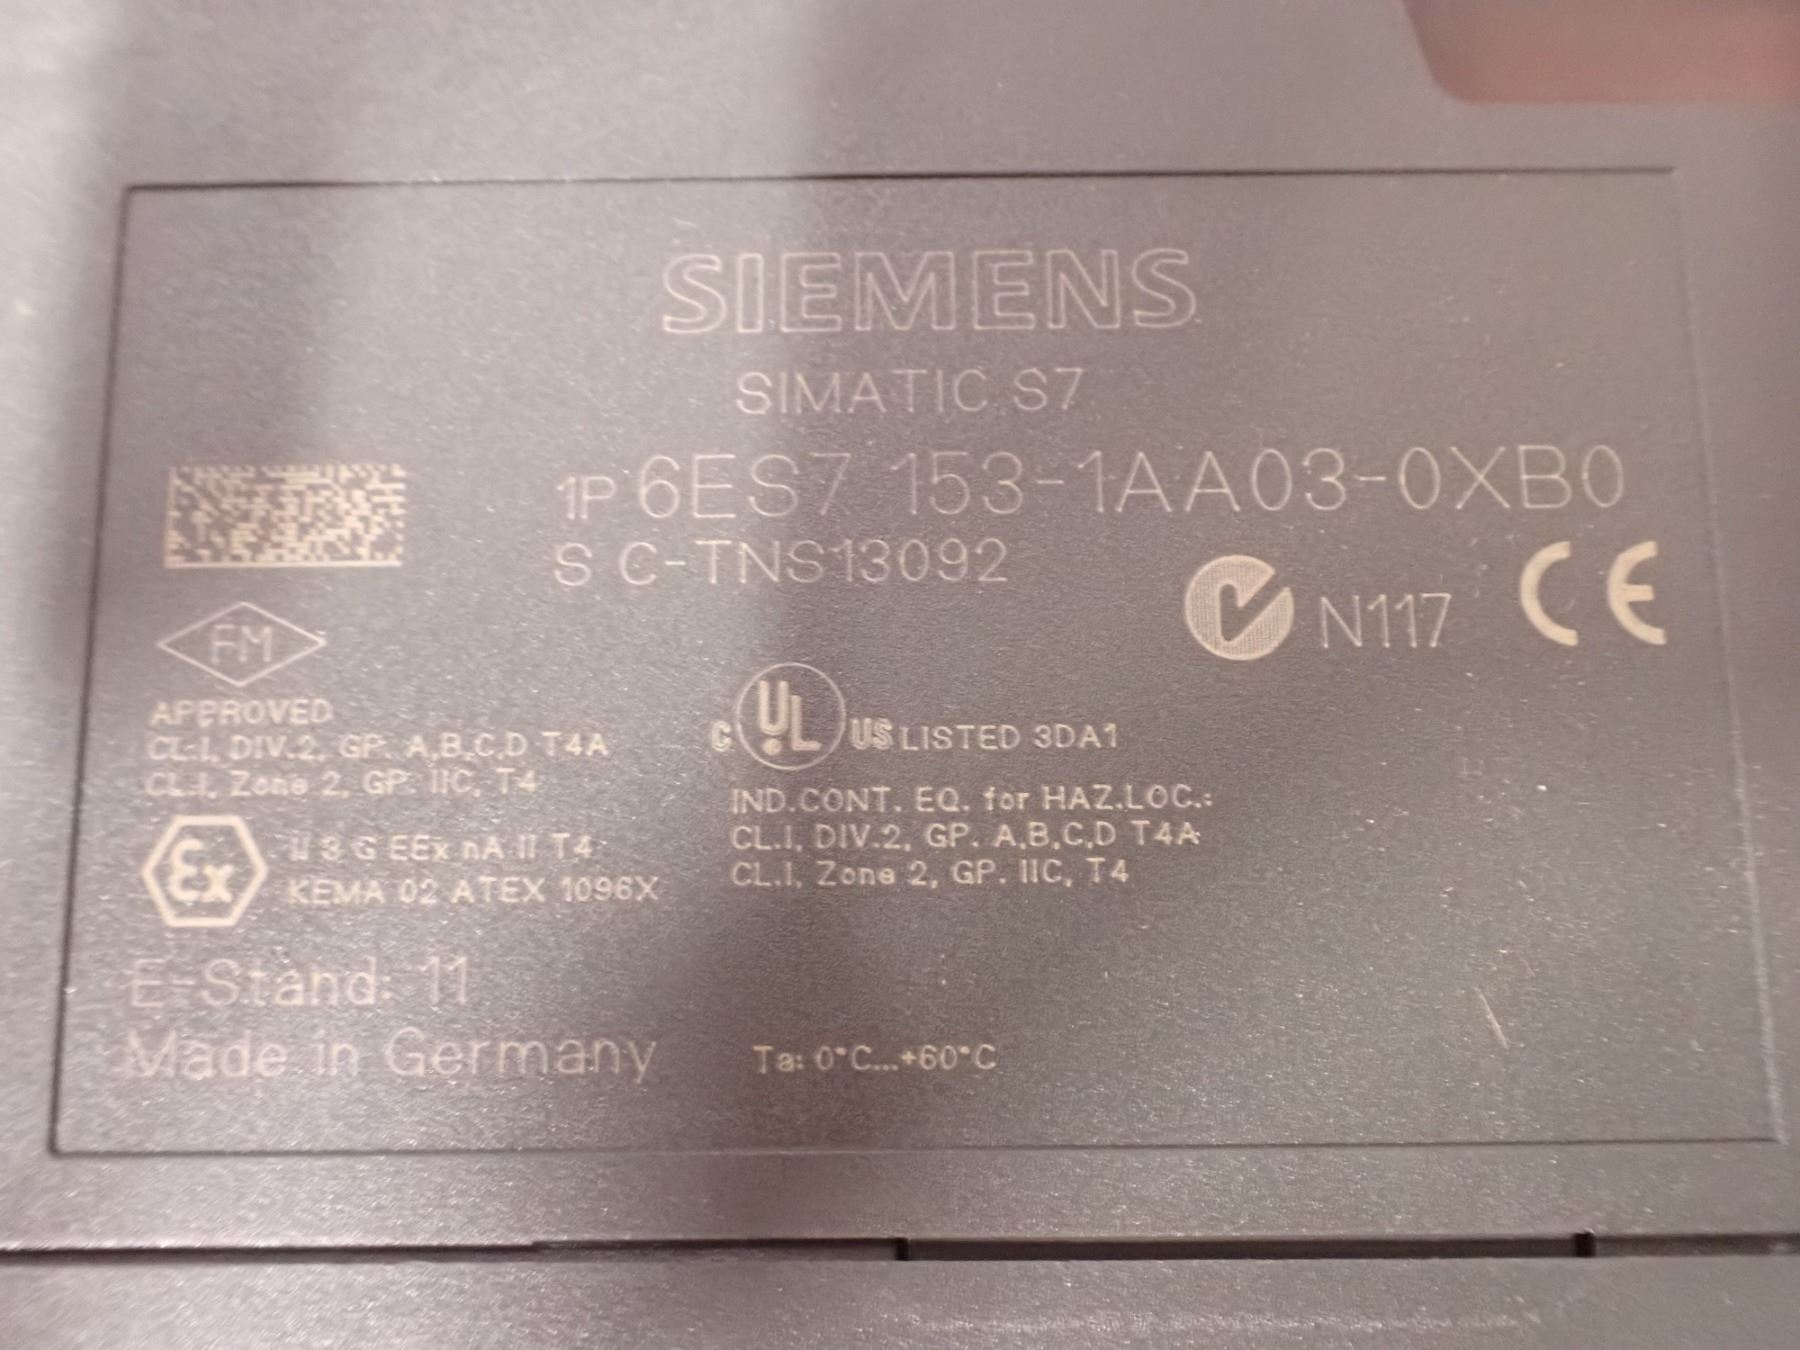 SIEMENS
SIMATIC S7
1P 6ES7 153-1AA03-0XB0
S C-TNS13092
N117 CE
FM
APPROVED
CL.I, DIV.2, GP. A,B,C,D T4A
CL.I, Zone 2, GP. IIC, T4
C UL US LISTED 3DA1
IND.CONT. EQ. for HAZ.LOC.:
CL.I, DIV.2, GP. A,B,C,D T4A
CL.I, Zone 2, GP. IIC, T4
Ex II 3 G EEx nA II T4
KEMA 02 ATEX 1096X
E-Stand: 11
Made in Germany
Ta: 0°C...+60°C